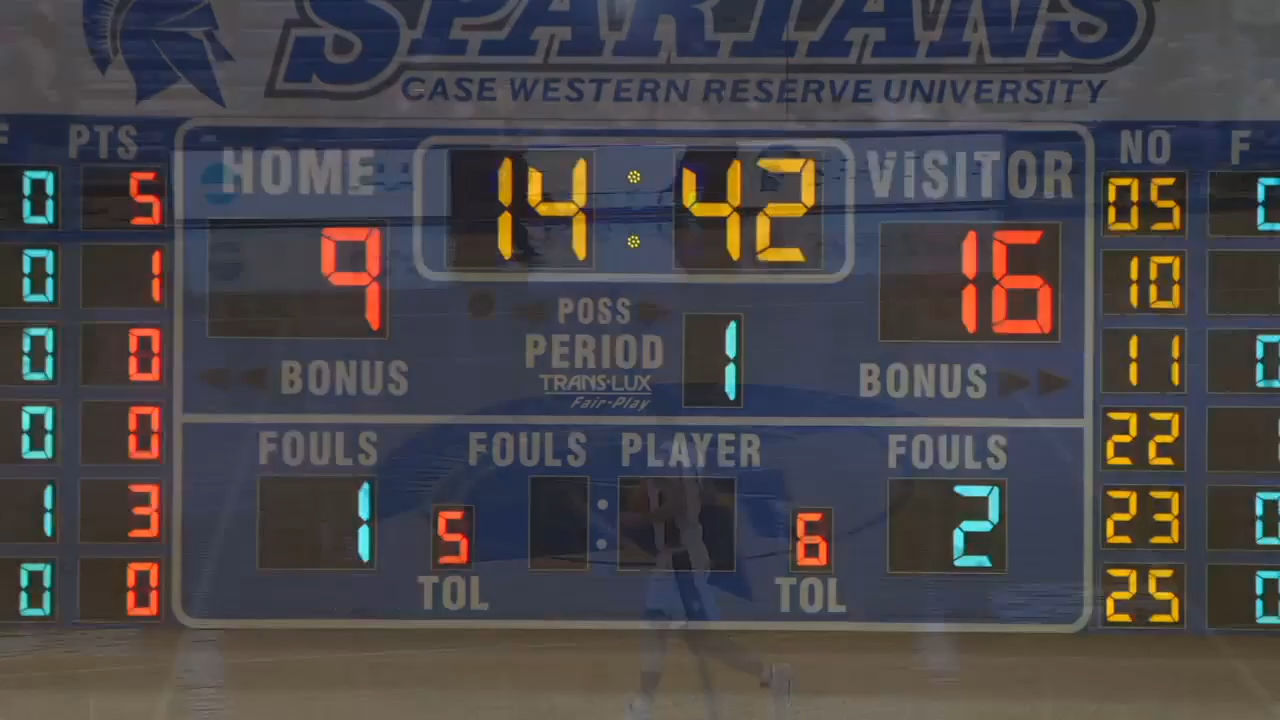 SPARTANS
CASE WESTERN RESERVE UNIVERSITY
F PTS
HOME 14:42 VISITOR
NO F
0 5
9
16
05 0
0 1
10
POSS
PERIOD 1
TRANS·LUX
Fair-Play
0 0
11 0
BONUS
BONUS
0 0
22
FOULS FOULS PLAYER FOULS
1 3
1 5 : 6 2
23 0
0 0
TOL TOL
25 0